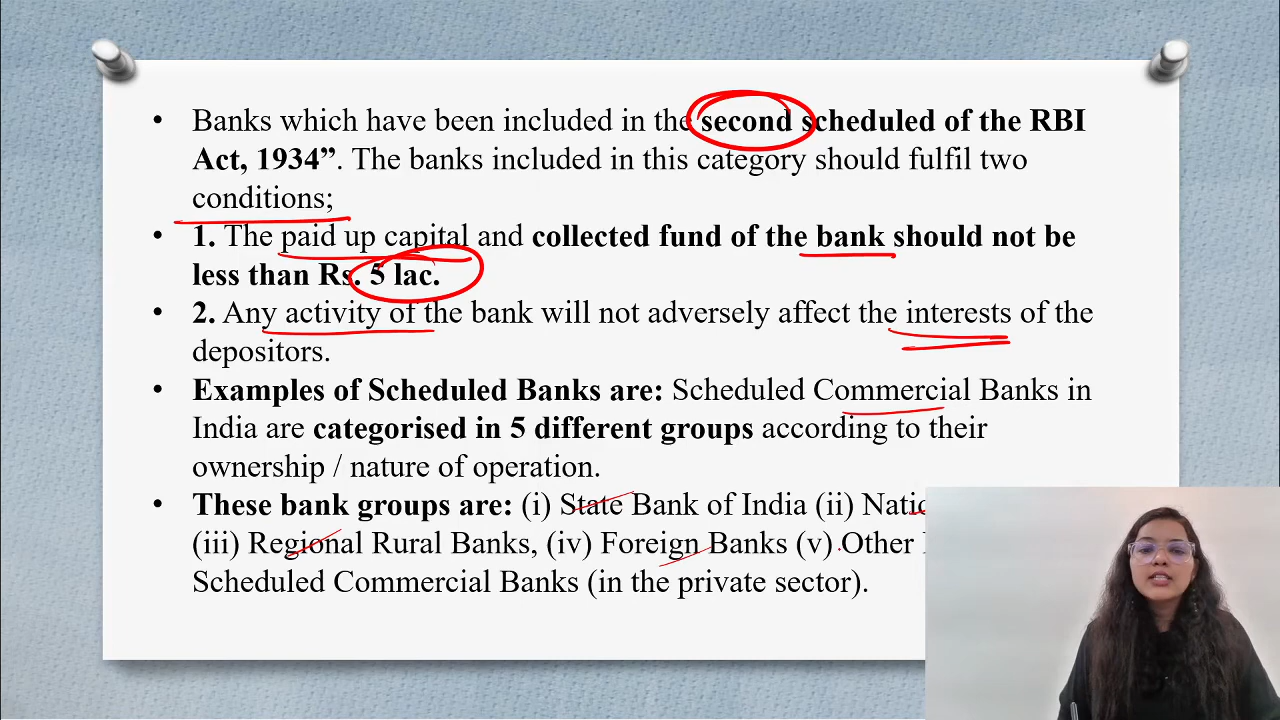 • Banks which have been included in the second scheduled of the RBI
Act, 1934”. The banks included in this category should fulfil two
conditions;
• 1. The paid up capital and collected fund of the bank should not be
less than Rs. 5 lac.
• 2. Any activity of the bank will not adversely affect the interests of the
depositors.
• Examples of Scheduled Banks are: Scheduled Commercial Banks in
India are categorised in 5 different groups according to their
ownership / nature of operation.
• These bank groups are: (i) State Bank of India (ii)
(iii) Regional Rural Banks, (iv) Foreign Banks (v) Other
Scheduled Commercial Banks (in the private sector).